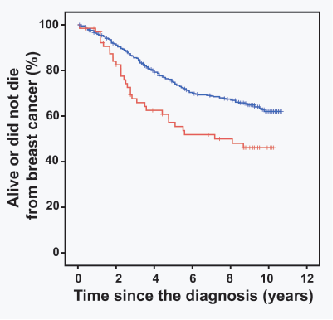 Alive or did not die
from breast cancer (%)
100
80
60
40
20
0
0 2 4 6 8 10 12
Time since the diagnosis (years)